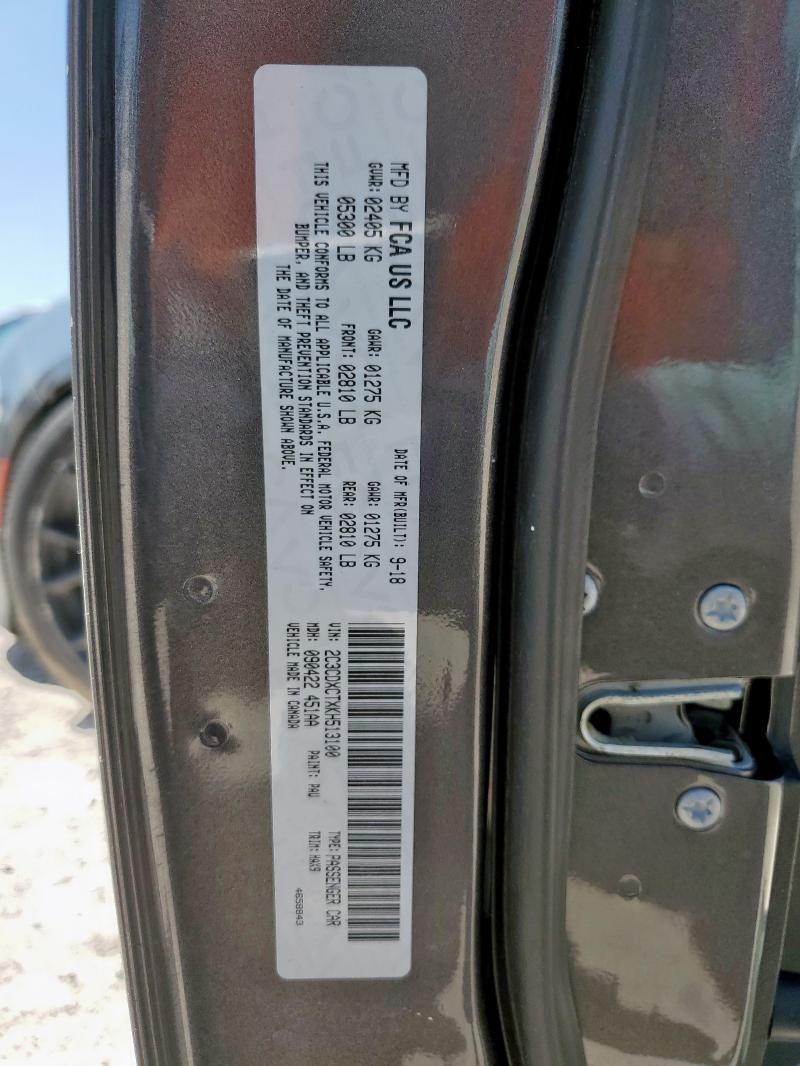 MFD BY FCA US LLC
DATE OF MFR(BUILT): 9-18
GVWR: 02405 KG
GAWR: 01275 KG
GAWR: 01275 KG
05300 LB
FRONT: 02810 LB
REAR: 02810 LB
THIS VEHICLE CONFORMS TO ALL APPLICABLE U.S.A. FEDERAL MOTOR VEHICLE SAFETY,
BUMPER, AND THEFT PREVENTION STANDARDS IN EFFECT ON
THE DATE OF MANUFACTURE SHOWN ABOVE.
VIN: 2C3CDXCTXKH513100
TYPE: PASSENGER CAR
MDH: 090422 451AA
PAINT: PAU
TRIM: HAX9
VEHICLE MADE IN CANADA
4658843